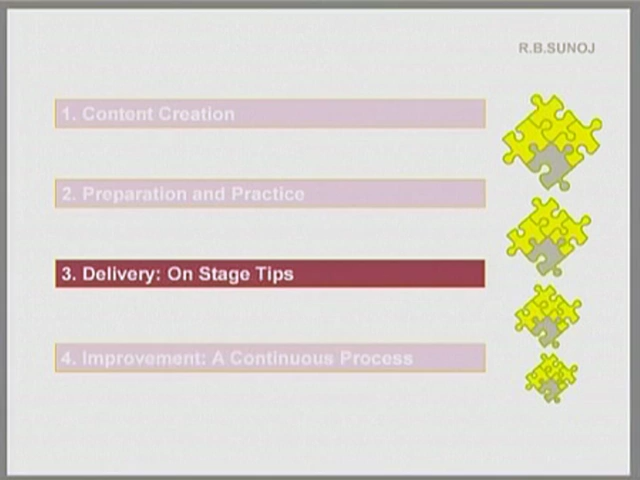 R.B.SUNOJ
1. Content Creation
2. Preparation and Practice
3. Delivery: On Stage Tips
4. Improvement: A Continuous Process